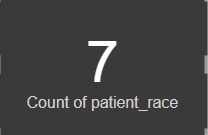 7
Count of patient_race